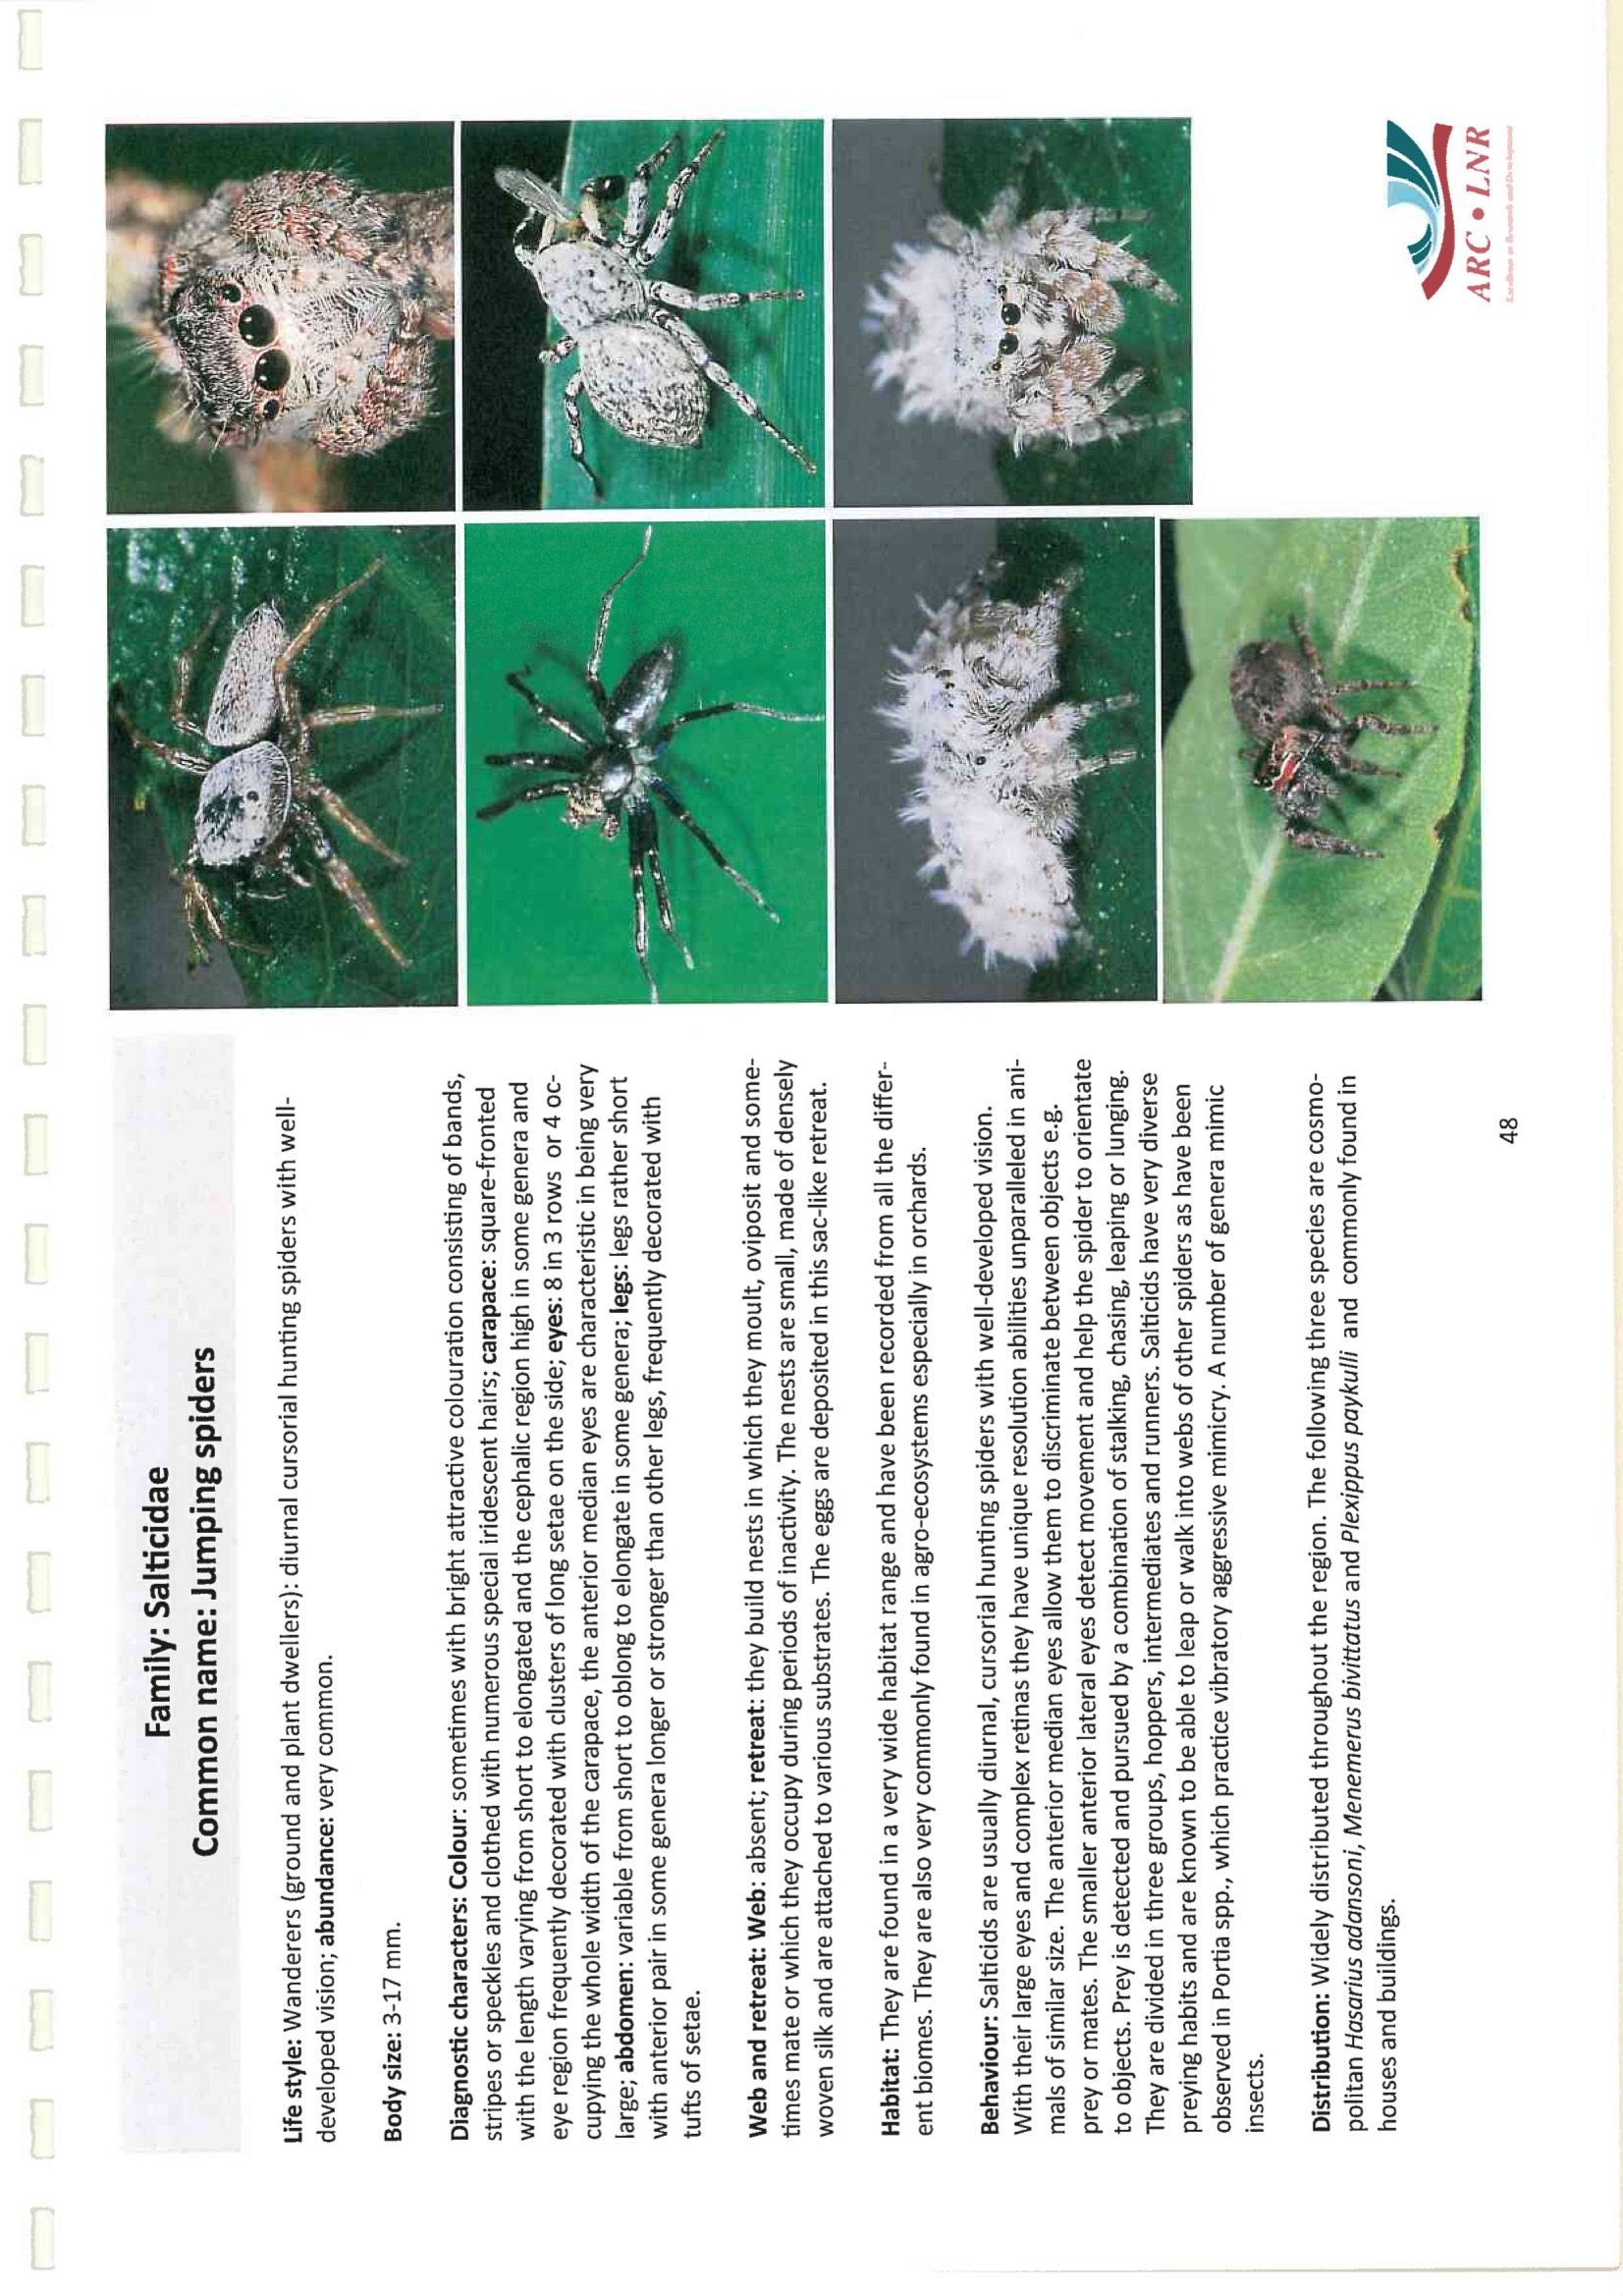 Family: Salticidae
Common name: Jumping spiders
Life style: Wanderers (ground and plant dwellers): diurnal cursorial hunting spiders with well-
developed vision; abundance: very common.
Body size: 3-17 mm.
Diagnostic characters: Colour: sometimes with bright attractive colouration consisting of bands,
stripes or speckles and clothed with numerous special iridescent hairs; carapace: square-fronted
with the length varying from short to elongated and the cephalic region high in some genera and
eye region frequently decorated with clusters of long setae on the side; eyes: 8 in 3 rows or 4 oc-
cupying the whole width of the carapace, the anterior median eyes are characteristic in being very
large; abdomen: variable from short to oblong to elongate in some genera; legs: legs rather short
with anterior pair in some genera longer or stronger than other legs, frequently decorated with
tufts of setae.
Web and retreat: Web: absent; retreat: they build nests in which they moult, oviposit and some-
times mate or which they occupy during periods of inactivity. The nests are small, made of densely
woven silk and are attached to various substrates. The eggs are deposited in this sac-like retreat.
Habitat: They are found in a very wide habitat range and have been recorded from all the differ-
ent biomes. They are also very commonly found in agro-ecosystems especially in orchards.
Behaviour: Salticids are usually diurnal, cursorial hunting spiders with well-developed vision.
With their large eyes and complex retinas they have unique resolution abilities unparalleled in ani-
mals of similar size. The anterior median eyes allow them to discriminate between objects e.g.
prey or mates. The smaller anterior lateral eyes detect movement and help the spider to orientate
to objects. Prey is detected and pursued by a combination of stalking, chasing, leaping or lunging.
They are divided in three groups, hoppers, intermediates and runners. Salticids have very diverse
preying habits and are known to be able to leap or walk into webs of other spiders as have been
observed in Portia spp., which practice vibratory aggressive mimicry. A number of genera mimic
insects.
Distribution: Widely distributed throughout the region. The following three species are cosmo-
politan Hasarius adansoni, Menemerus bivittatus and Plexippus paykulli and commonly found in
houses and buildings.
48
ARC • LNR
Excellence in Research and Development